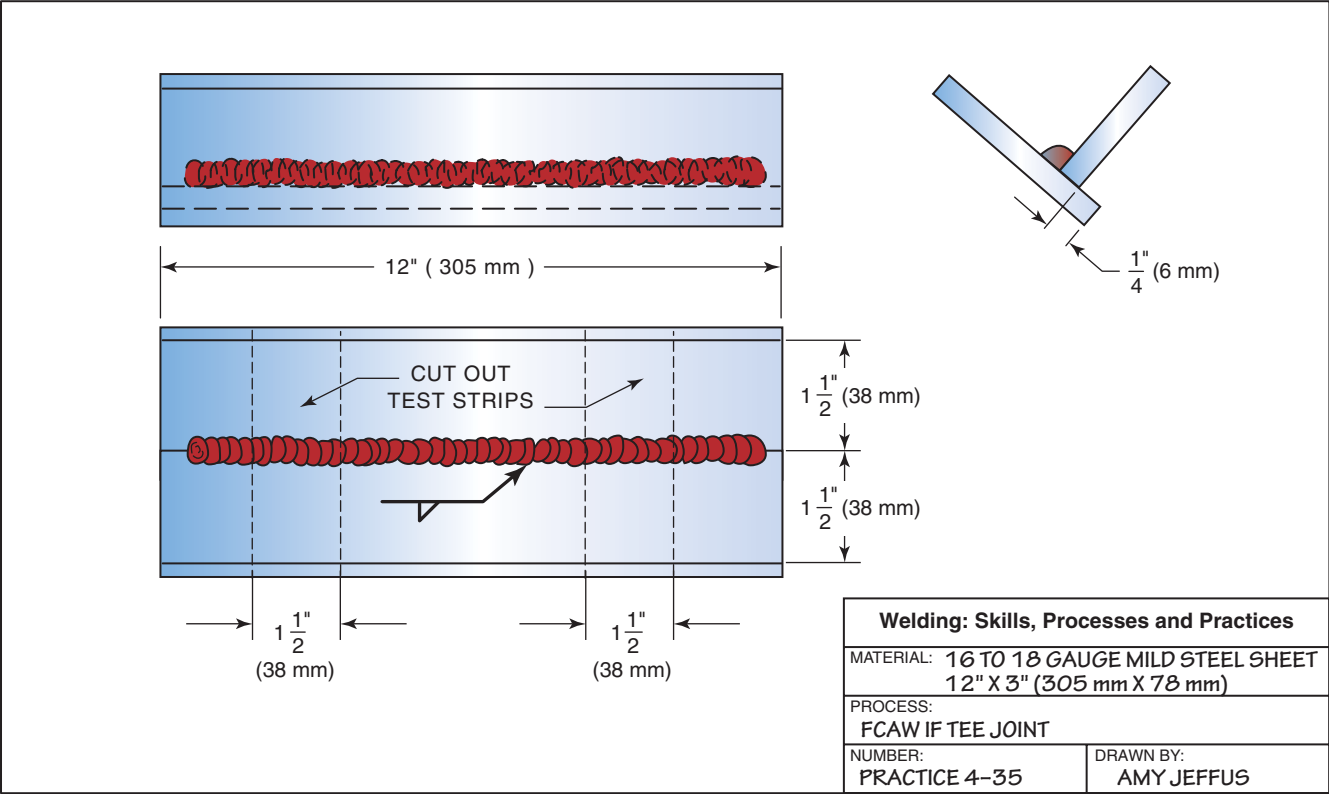 12" ( 305 mm )
1" / 4 (6 mm)
CUT OUT
TEST STRIPS
1 1" / 2 (38 mm)
1 1" / 2 (38 mm)
1 1" / 2
(38 mm)
1 1" / 2
(38 mm)
Welding: Skills, Processes and Practices
MATERIAL: 16 TO 18 GAUGE MILD STEEL SHEET
12" X 3" (305 mm X 78 mm)
PROCESS:
FCAW IF TEE JOINT
NUMBER:
PRACTICE 4-35
DRAWN BY:
AMY JEFFUS